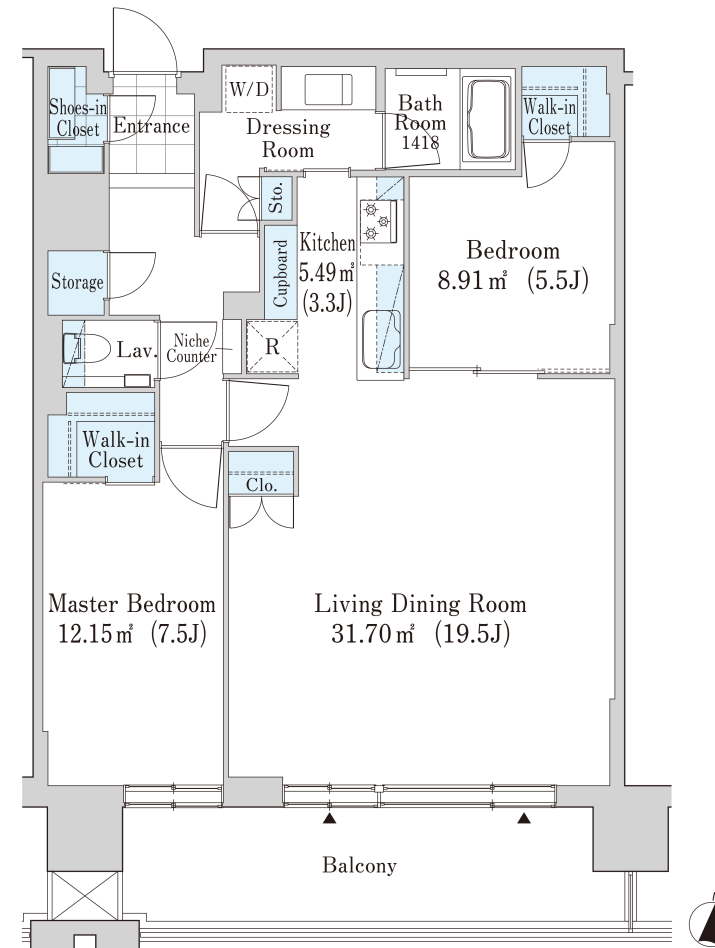 W/D
Shoes-in
Closet
Entrance
Dressing
Room
Bath
Room
1418
Walk-in
Closet
Sto.
Kitchen
5.49㎡
(3.3J)
Cupboard
Bedroom
8.91㎡ (5.5J)
Storage
Lav.
Niche
Counter
R
Walk-in
Closet
Clo.
Master Bedroom
12.15㎡ (7.5J)
Living Dining Room
31.70㎡ (19.5J)
Balcony